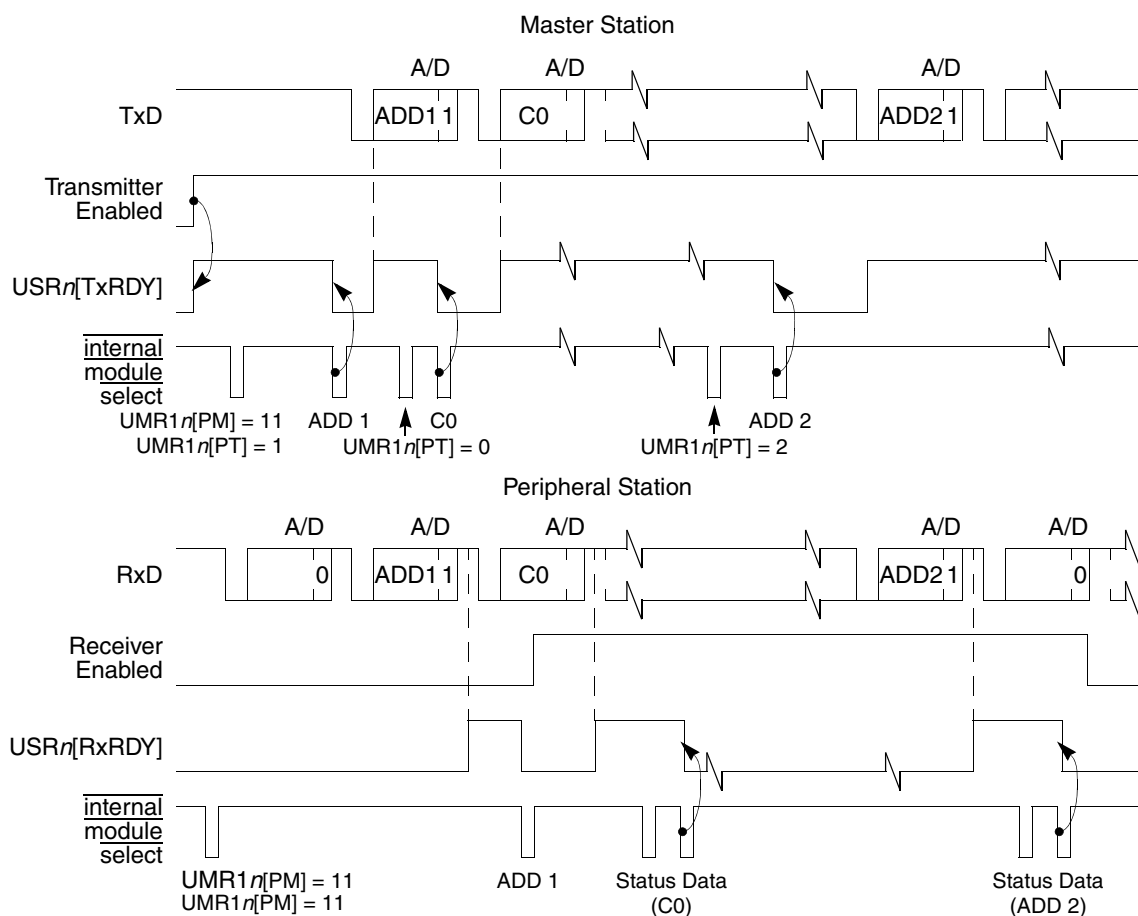 Master Station
A/D A/D A/D
TxD ADD1 1 C0 ADD2 1
Transmitter
Enabled
USRn[TxRDY]
internal
module
select
UMR1n[PM] = 11 ADD 1 C0 ADD 2
UMR1n[PT] = 1 UMR1n[PT] = 0 UMR1n[PT] = 2
Peripheral Station
A/D A/D A/D A/D A/D
RxD 0 ADD1 1 C0 ADD2 1 0
Receiver
Enabled
USRn[RxRDY]
internal
module
select
UMR1n[PM] = 11 ADD 1 Status Data Status Data
UMR1n[PM] = 11 (C0) (ADD 2)